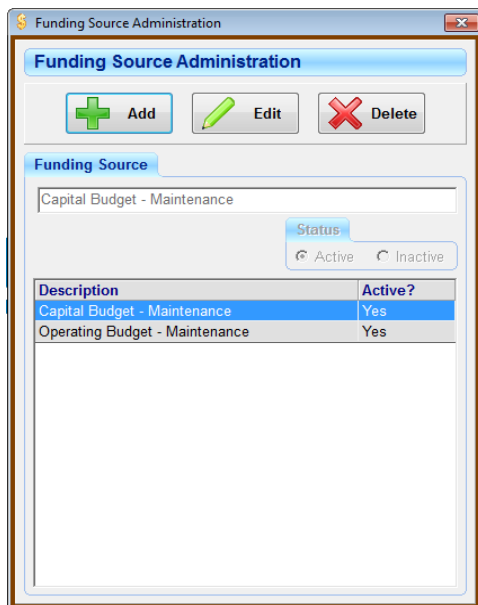 Funding Source Administration
Funding Source Administration
Add Edit Delete
Funding Source
Capital Budget - Maintenance
Status
Active Inactive
Description Active?
Capital Budget - Maintenance Yes
Operating Budget - Maintenance Yes